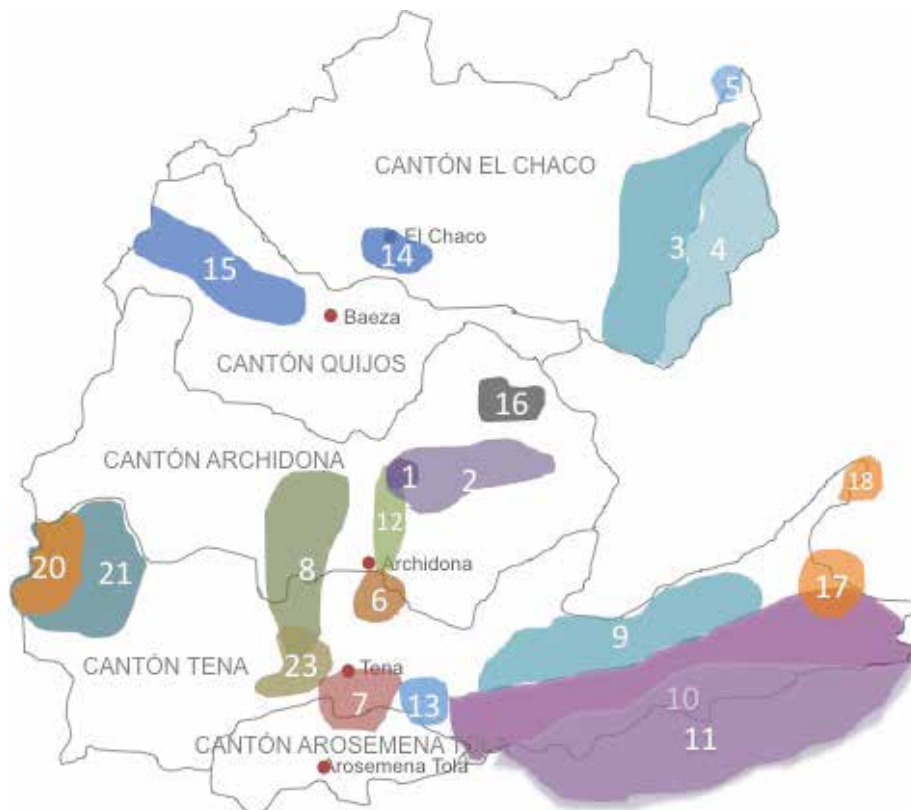 5
CANTÓN EL CHACO
El Chaco
14
3
4
15
Baeza
CANTÓN QUIJOS
16
CANTÓN ARCHIDONA
1
2
18
12
8
Archidona
20
21
17
6
9
CANTÓN TENA
23
Tena
7
13
10
CANTÓN AROSEMENA TOLA
11
Arosemena Tola